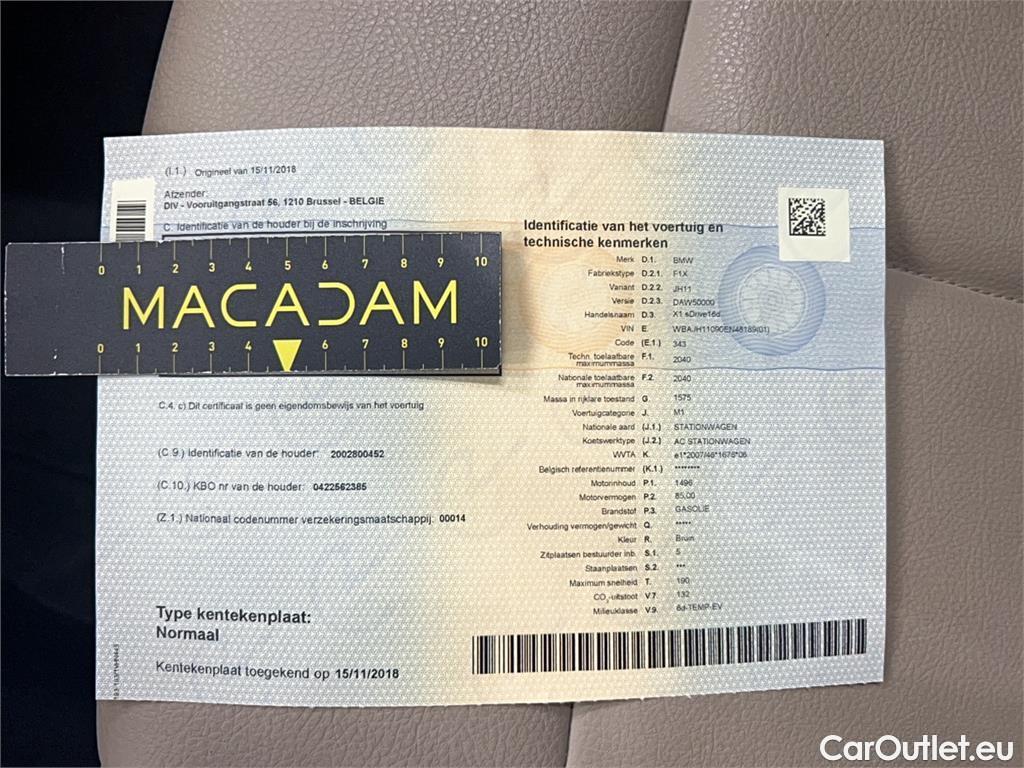 (I.1.) Origineel van 15/11/2018
Afzender:
DIV - Vooruitgangstraat 56, 1210 Brussel - BELGIE
C. Identificatie van de houder bij de inschrijving
0 1 2 3 4 5 6 7 8 9 10
MACADAM
0 1 2 3 4 6 7 8 9 10
C.4. c) Dit certificaat is geen eigendomsbewijs van het voertuig
(C.9.) Identificatie van de houder: 2002800452
(C.10.) KBO nr van de houder: 0422562385
(Z.1.) Nationaal codenummer verzekeringsmaatschappij: 00014
Type kentekenplaat:
Normaal
Kentekenplaat toegekend op 15/11/2018
Identificatie van het voertuig en
technische kenmerken
Merk D.1. BMW
Fabriekstype D.2.1. F1X
Variant D.2.2. JH11
Versie D.2.3. DAW50000
Handelsnaam D.3. X1 sDrive16d
VIN E. WBAJH11090EN48189(01)
Code (E.1.) 343
Techn. toelaatbare maximummassa F.1. 2040
Nationale toelaatbare maximummassa F.2. 2040
Massa in rijklare toestand G. 1575
Voertuigcategorie J. M1
Nationale aard (J.1.) STATIONWAGEN
Koetswerktype (J.2.) AC STATIONWAGEN
WVTA K. e1*2007/46*1676*06
Belgisch referentienummer (K.1.) ********
Motorinhoud P.1. 1496
Motorvermogen P.2. 85,00
Brandstof P.3. GASOLIE
Verhouding vermogen/gewicht Q. *****
Kleur R. Bruin
Zitplaatsen bestuurder inb. S.1. 5
Staanplaatsen S.2. ***
Maximum snelheid T. 190
CO2-uitstoot V.7. 132
Milieuklasse V.9. 6d-TEMP-EV
CarOutlet.eu